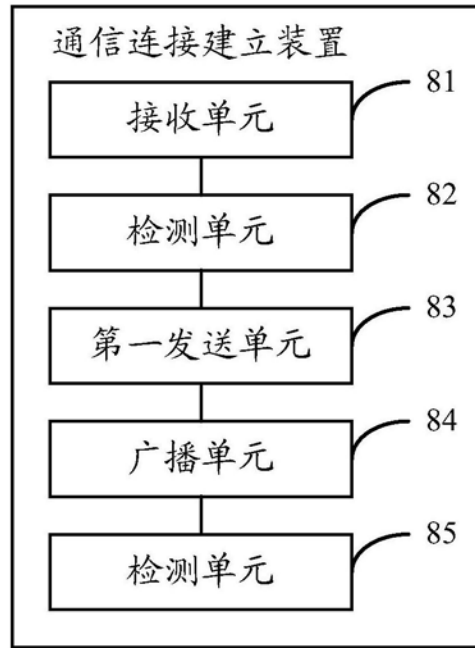 通信连接建立装置
接收单元 81
检测单元 82
第一发送单元 83
广播单元 84
检测单元 85